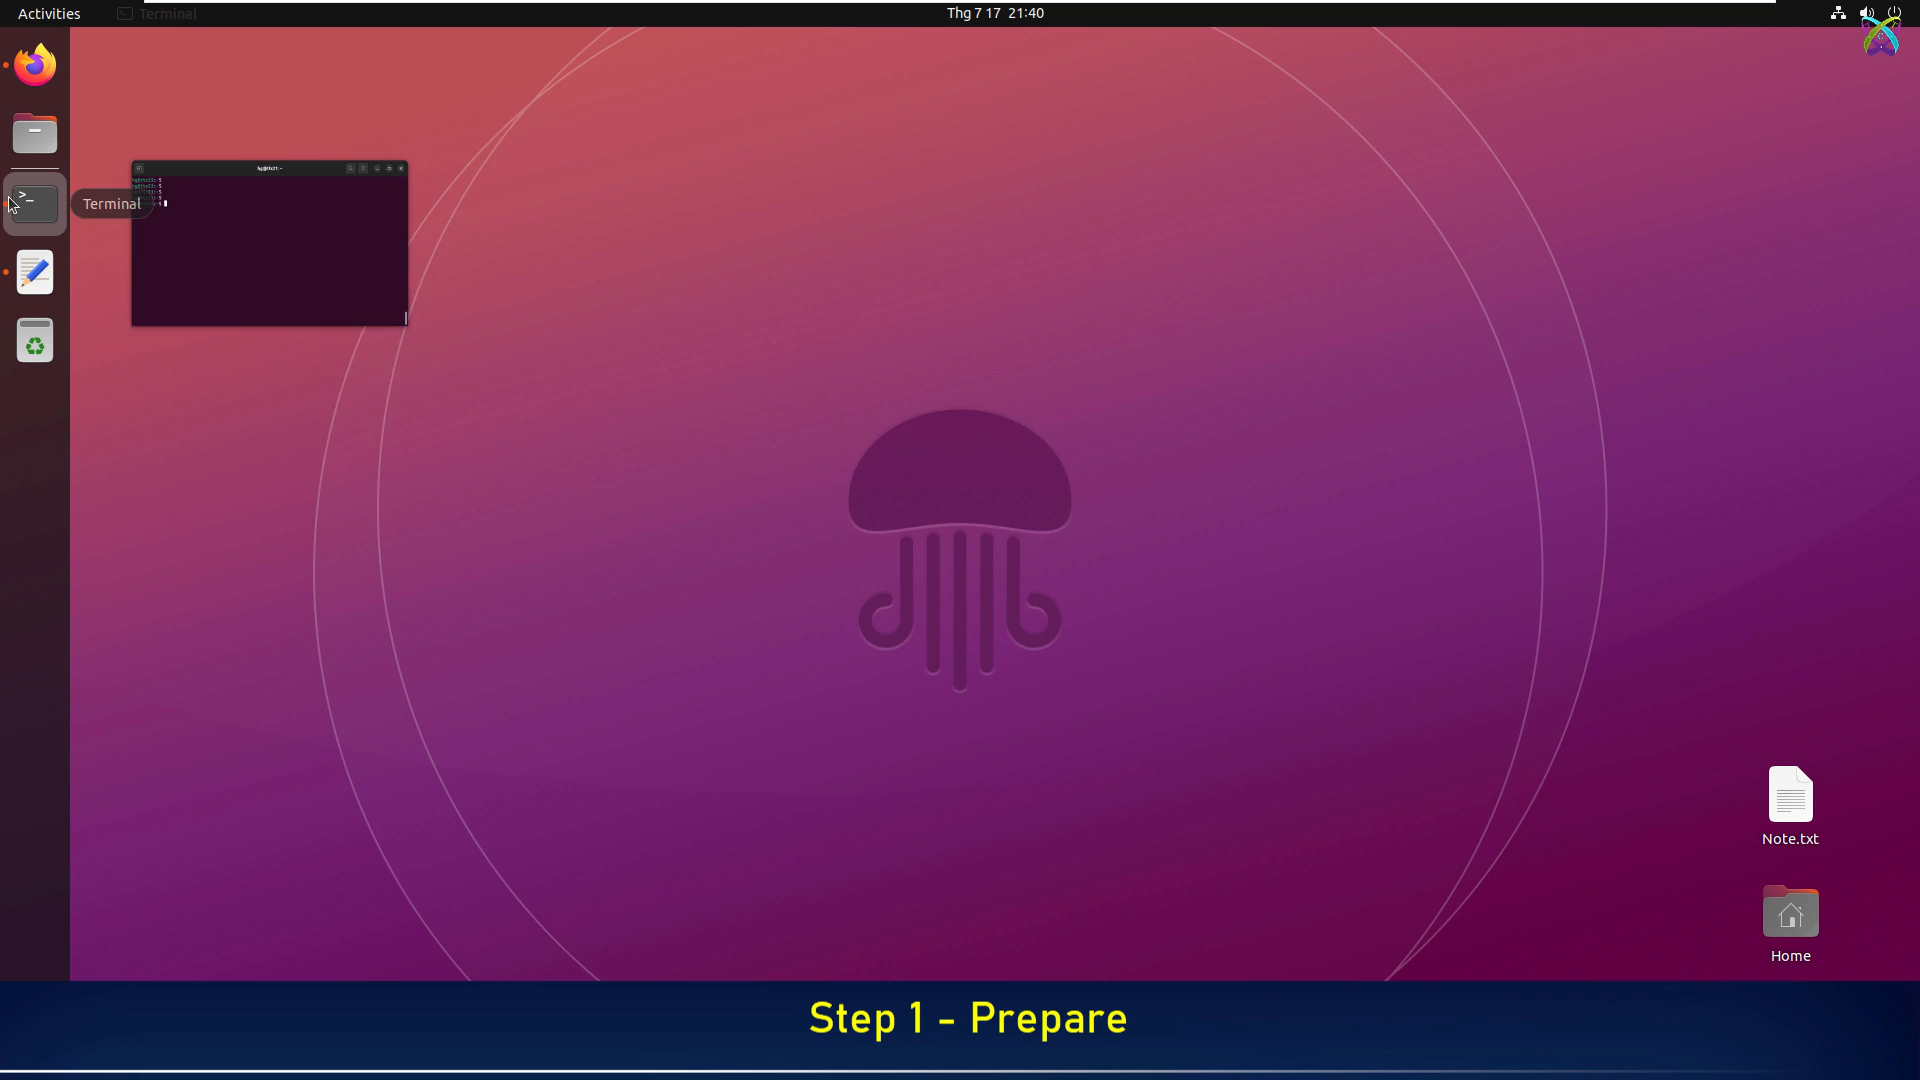 Activities
Terminal
Thg 7 17 21:40
Terminal
Note.txt
Home
Step 1 - Prepare